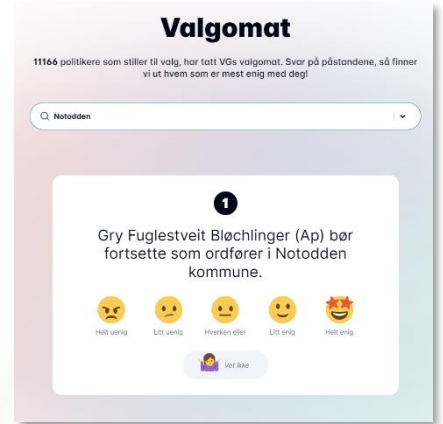 Valgomat
11166 politikere som stiller til valg, har tatt VGs valgomat. Svar på påstandene, så finner
vi ut hvem som er mest enig med deg!
Notodden
1
Gry Fuglestveit Bløchlinger (Ap) bør
fortsette som ordfører i Notodden
kommune.
Helt uenig Litt uenig Hverken eller Litt enig Helt enig
Vet ikke